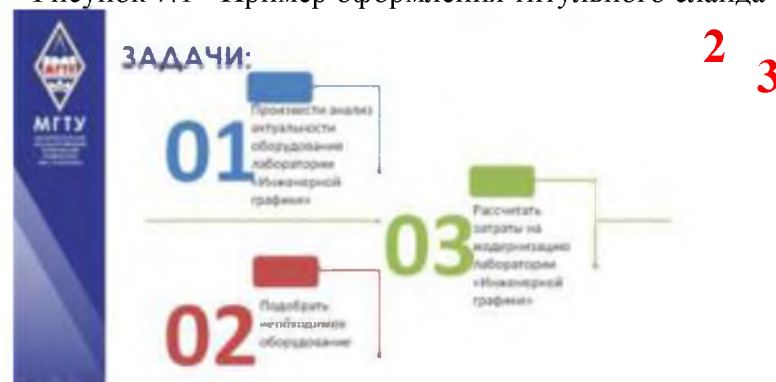 Рисунок 7.1 - Пример оформления титульного слайда
2
3
ЗАДАЧИ:
МГТУ
01
Произвести анализ
актуальности
оборудования
лаборатории
«Инженерной
графики»
03
Рассчитать
затраты на
модернизацию
лаборатории
«Инженерной
графики»
02
Подобрать
необходимое
оборудование